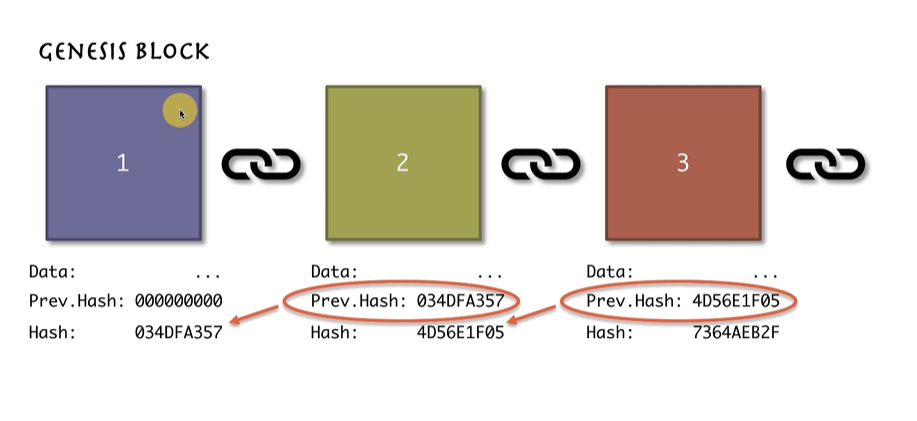 GENESIS BLOCK
1
2
3
Data: ...
Prev.Hash: 000000000
Hash: 034DFA357
Data: ...
Prev.Hash: 034DFA357
Hash: 4D56E1F05
Data: ...
Prev.Hash: 4D56E1F05
Hash: 7364AEB2F